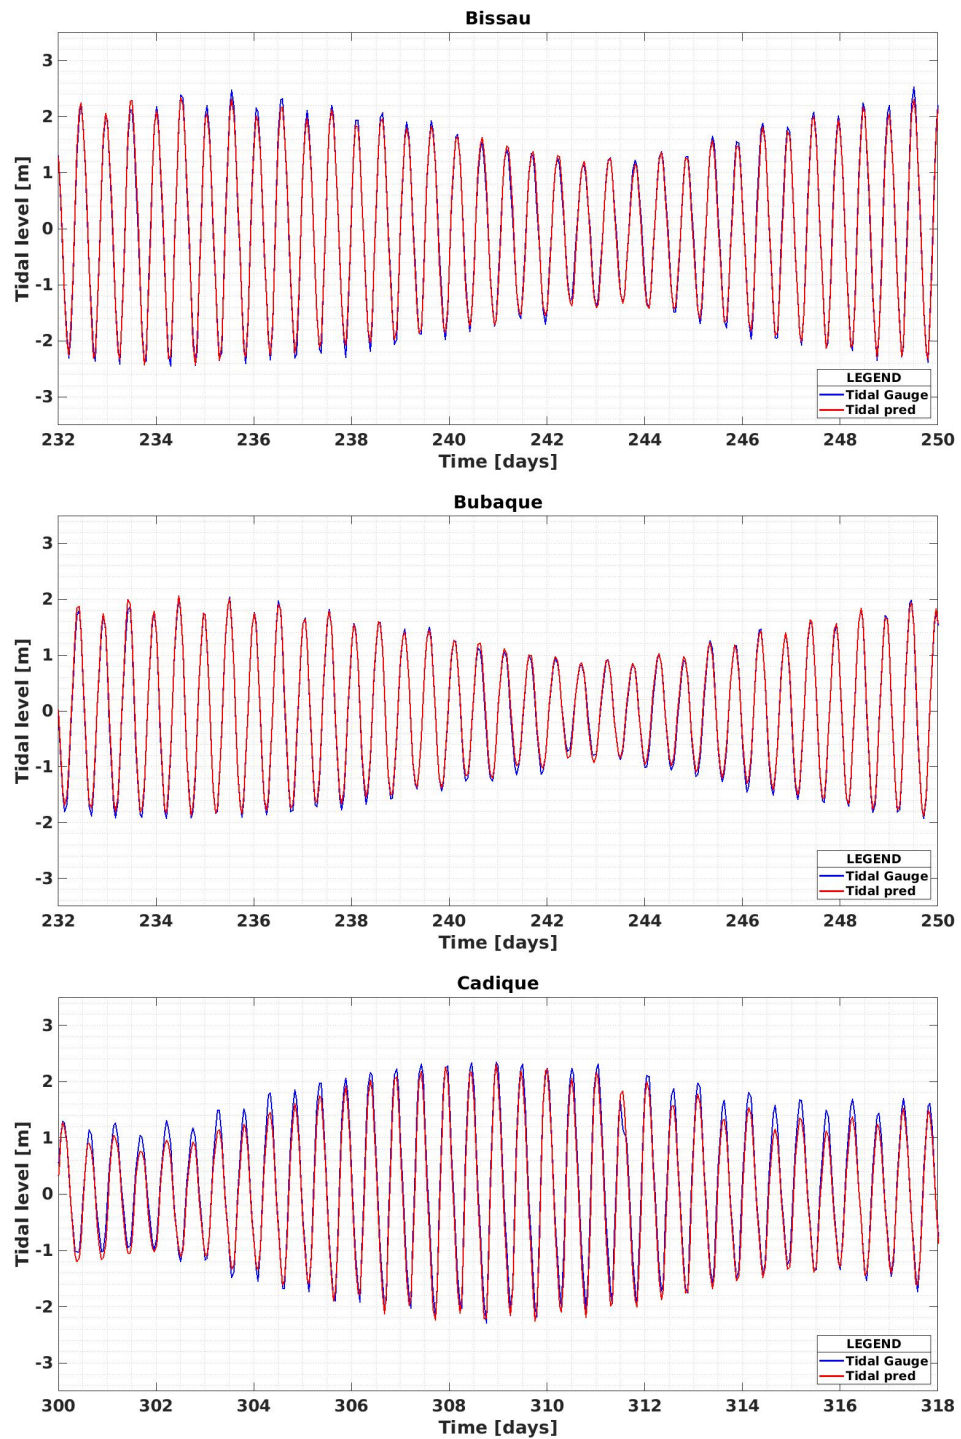 Bissau
3
2
1
0
-1
-2
-3
Tidal level [m]
LEGEND
Tidal Gauge
Tidal pred
232 234 236 238 240 242 244 246 248 250
Time [days]
Bubaque
3
2
1
0
-1
-2
-3
Tidal level [m]
LEGEND
Tidal Gauge
Tidal pred
232 234 236 238 240 242 244 246 248 250
Time [days]
Cadique
3
2
1
0
-1
-2
-3
Tidal level [m]
LEGEND
Tidal Gauge
Tidal pred
300 302 304 306 308 310 312 314 316 318
Time [days]